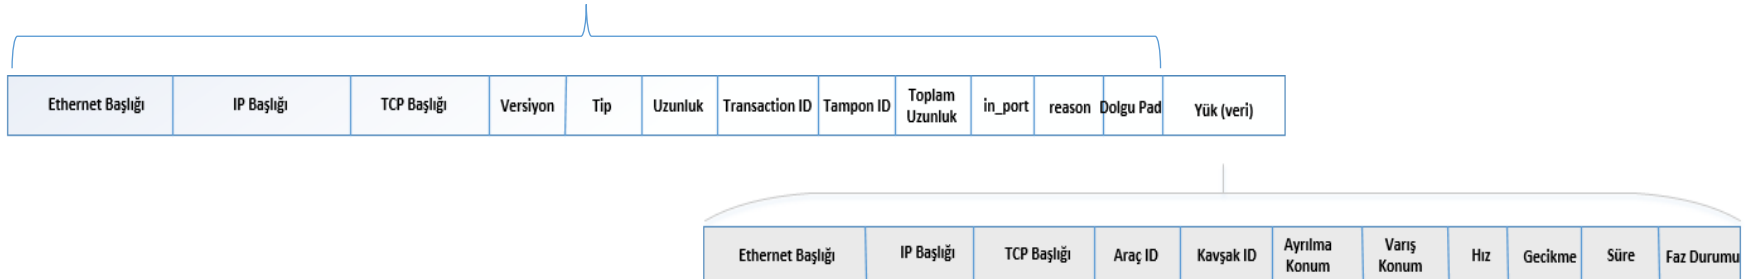 Ethernet Başlığı IP Başlığı TCP Başlığı Versiyon Tip Uzunluk Transaction ID Tampon ID Toplam Uzunluk in_port reason Dolgu Pad Yük (veri)
Ethernet Başlığı IP Başlığı TCP Başlığı Araç ID Kavşak ID Ayrılma Konum Varış Konum Hız Gecikme Süre Faz Durumu